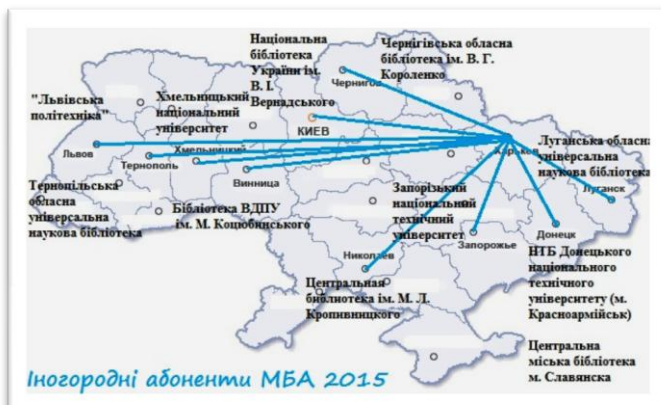 Національна
бібліотека
України ім.
В. І.
Вернадського
Чернігівська обласна
бібліотека ім. В. Г.
Короленко
Чернигов
"Львівська
політехніка"
Хмельницький
національний
університет
КИЕВ
Львов
Тернополь
Хмельницкий
Винница
Харьков
Луганська обласна
універсальна
наукова бібліотека
Луганск
Тернопільська
обласна
універсальна
наукова бібліотека
Бібліотека ВДПУ
ім. М. Коцюбинського
Запорізький
національний
технічний
університет
Николаев
Запорожье
Донецк
НТБ Донецького
національного
технічного
університету (м.
Красноармійськ)
Центральная
библиотека ім. М. Л.
Кропивницкого
Центральна
міська бібліотека
м. Славянска
Іногородні абоненти МБА 2015